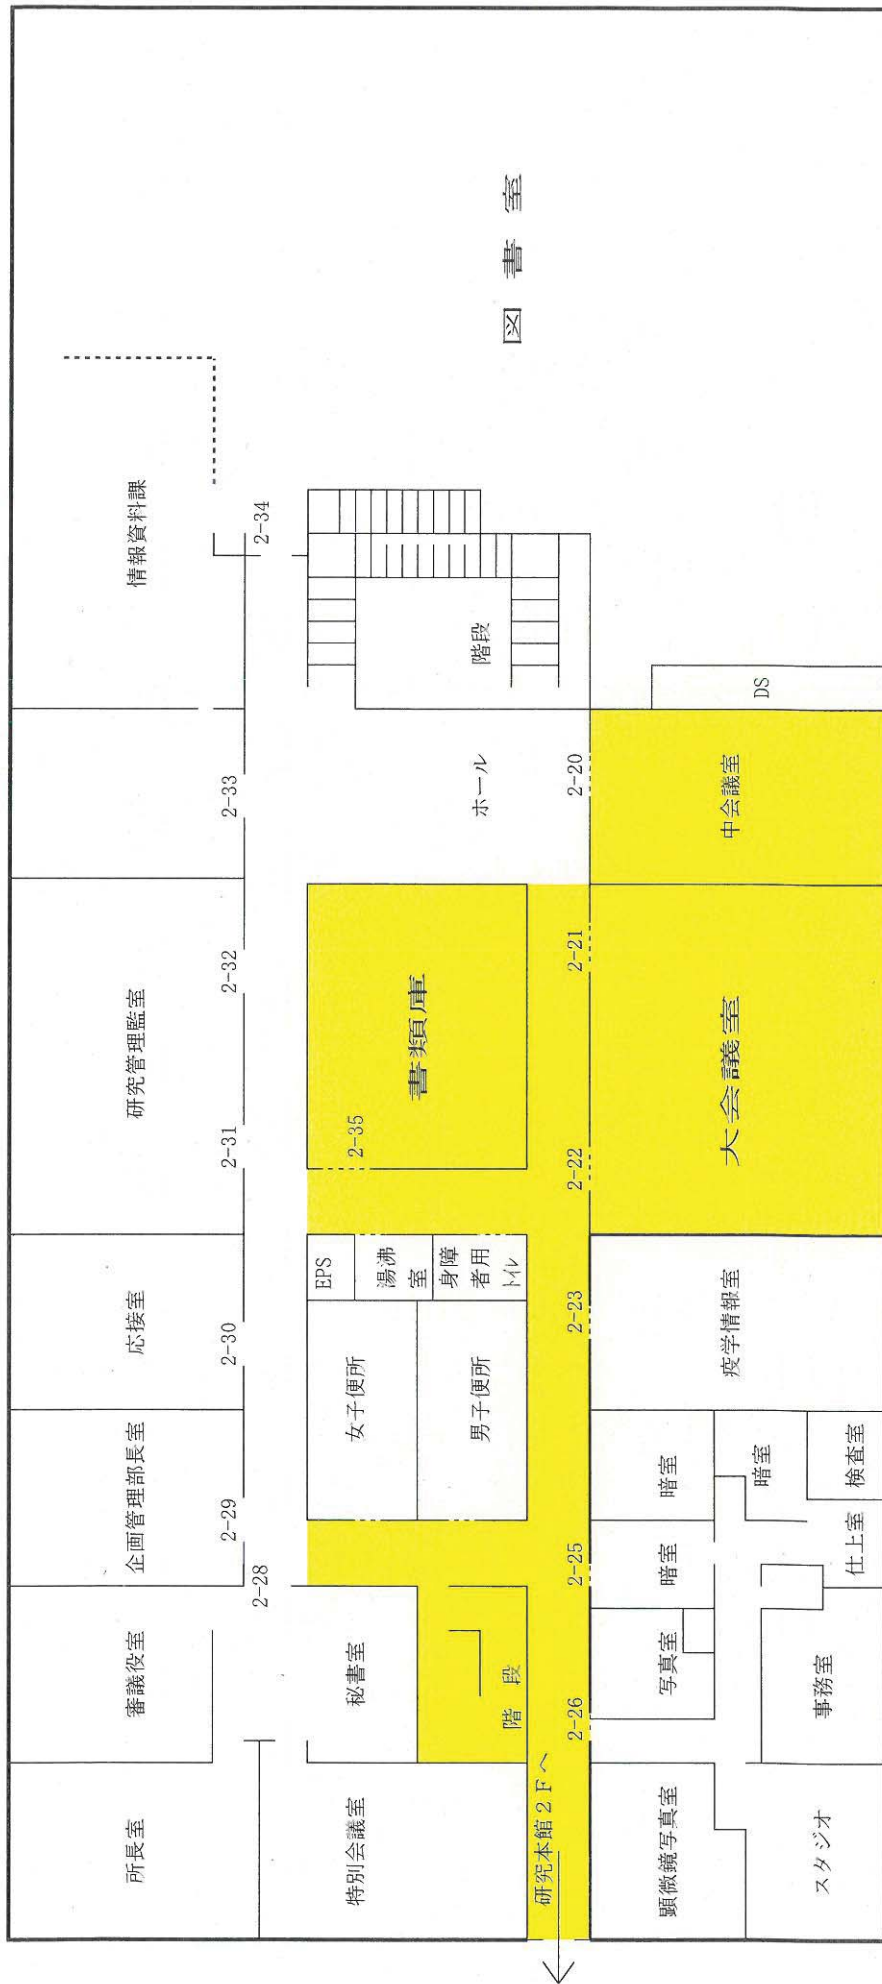 所長室
審議役室
企画管理部長室
応接室
研究管理監室
情報資料課
2-28
2-29
2-30
2-31
2-32
2-33
2-34
特別会議室
秘書室
女子便所
男子便所
EPS
湯沸室
身障者用トイレ
2-35
書類庫
ホール
階段
図書室
階段
研究本館２Ｆへ
2-26
2-25
2-23
2-22
2-21
2-20
顕微鏡写真室
写真室
暗室
暗室
暗室
疫学情報室
大会議室
中会議室
DS
スタジオ
事務室
仕上室
検査室